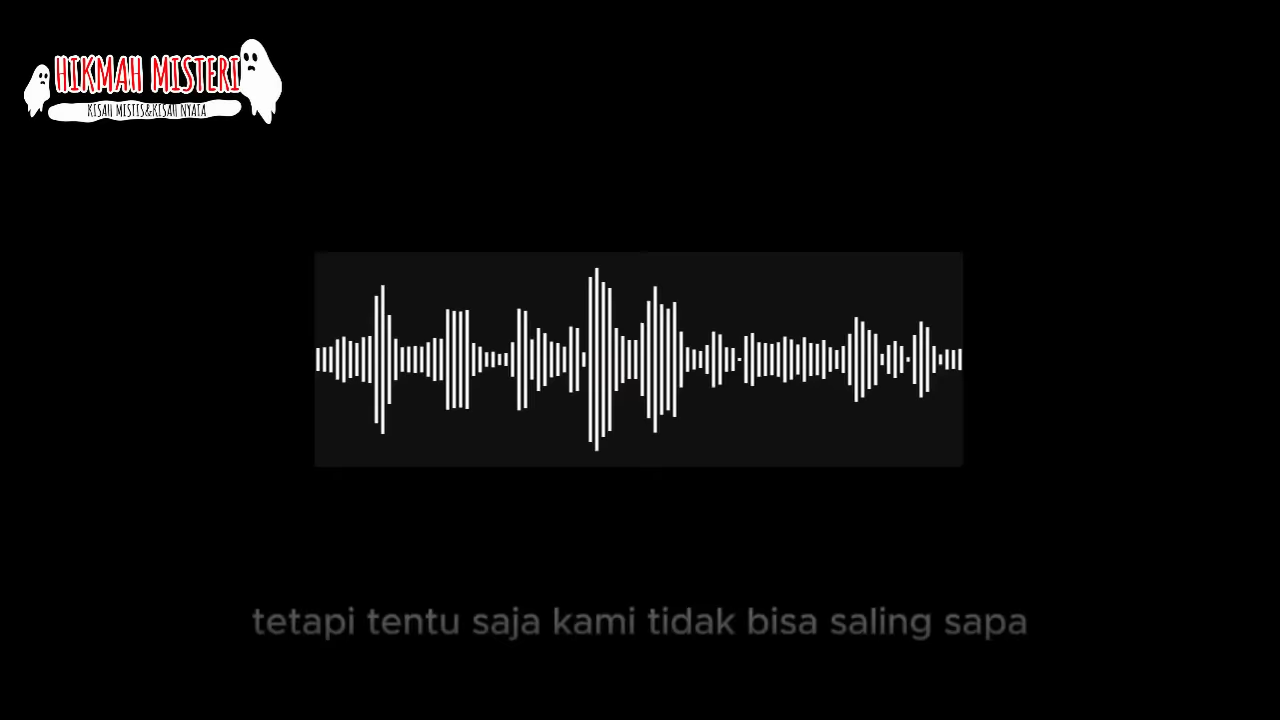 HIKMAH MISTERI
KISAH MISTIS&KISAH NYATA
tetapi tentu saja kami tidak bisa saling sapa